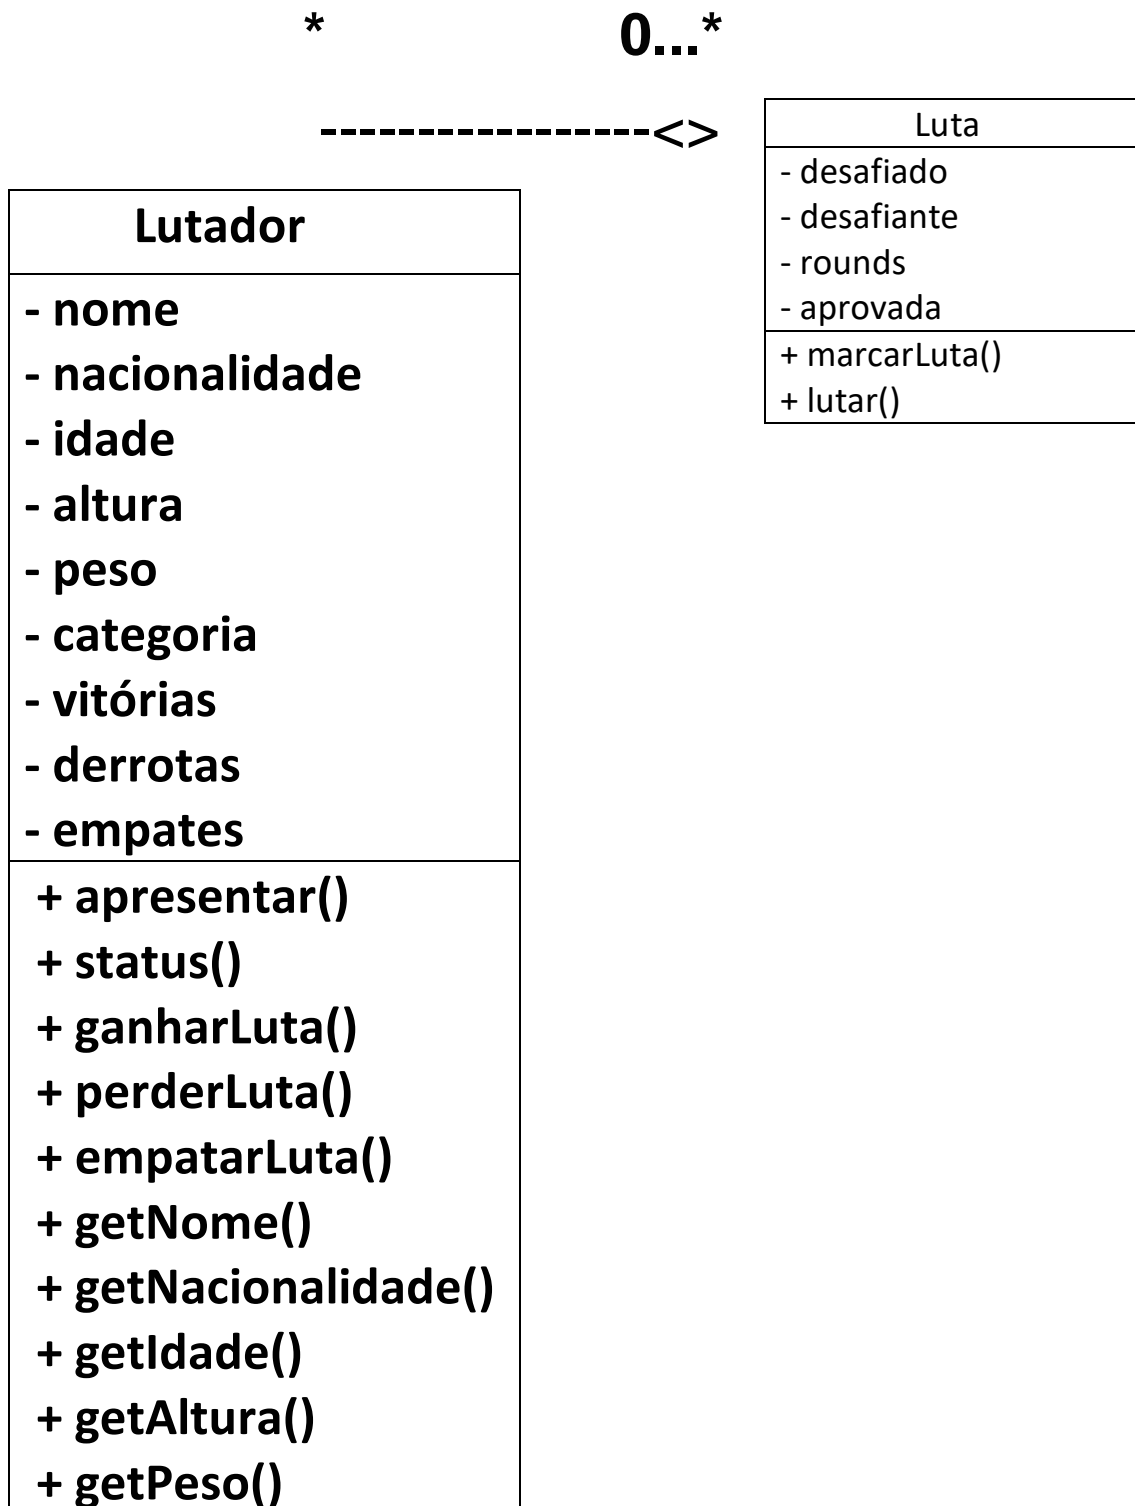 * 0...*
-----------------<>
Luta
- desafiado
- desafiante
- rounds
- aprovada
+ marcarLuta()
+ lutar()
Lutador
- nome
- nacionalidade
- idade
- altura
- peso
- categoria
- vitórias
- derrotas
- empates
+ apresentar()
+ status()
+ ganharLuta()
+ perderLuta()
+ empatarLuta()
+ getNome()
+ getNacionalidade()
+ getIdade()
+ getAltura()
+ getPeso()